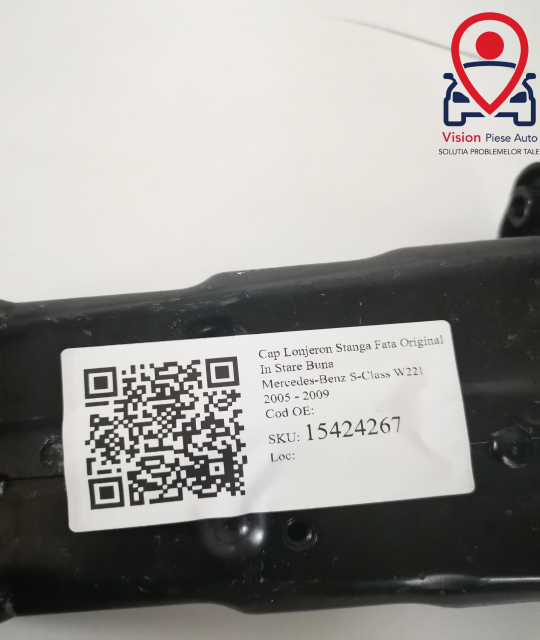 Vision Piese Auto
SOLUTIA PROBLEMELOR TALE
Cap Lonjeron Stanga Fata Original
In Stare Buna
Mercedes-Benz S-Class W221
2005 - 2009
Cod OE:
SKU: 15424267
Loc: